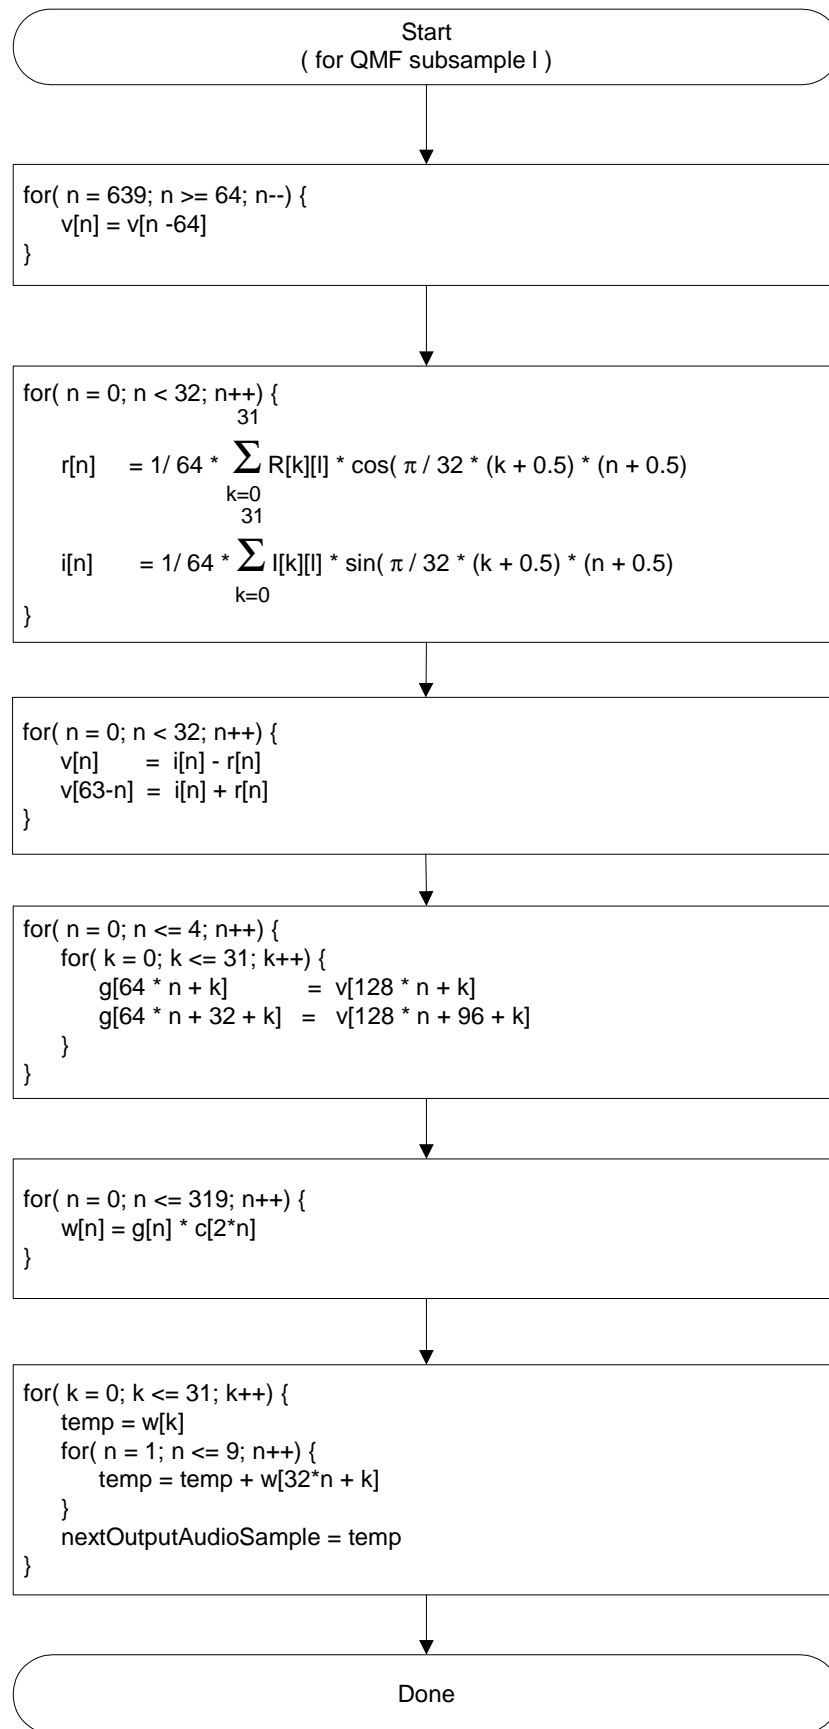 Start
( for QMF subsample l )
for( n = 639; n >= 64; n--) {
v[n] = v[n -64]
}
for( n = 0; n < 32; n++) {
31
r[n] = 1/ 64 * Σ R[k][l] * cos( π / 32 * (k + 0.5) * (n + 0.5)
k=0
31
i[n] = 1/ 64 * Σ I[k][l] * sin( π / 32 * (k + 0.5) * (n + 0.5)
k=0
}
for( n = 0; n < 32; n++) {
v[n] = i[n] - r[n]
v[63-n] = i[n] + r[n]
}
for( n = 0; n <= 4; n++) {
for( k = 0; k <= 31; k++) {
g[64 * n + k] = v[128 * n + k]
g[64 * n + 32 + k] = v[128 * n + 96 + k]
}
}
for( n = 0; n <= 319; n++) {
w[n] = g[n] * c[2*n]
}
for( k = 0; k <= 31; k++) {
temp = w[k]
for( n = 1; n <= 9; n++) {
temp = temp + w[32*n + k]
}
nextOutputAudioSample = temp
}
Done